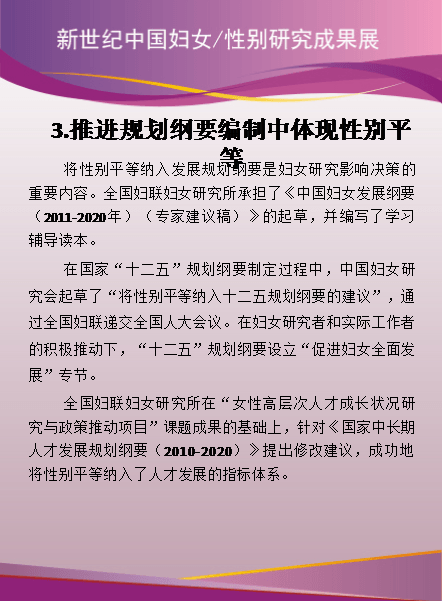 新世纪中国妇女/性别研究成果展
3.推进规划纲要编制中体现性别平
等
将性别平等纳入发展规划纲要是妇女研究影响决策的
重要内容。全国妇联妇女研究所承担了《中国妇女发展纲要
（2011-2020年）（专家建议稿）》的起草，并编写了学习
辅导读本。
在国家“十二五”规划纲要制定过程中，中国妇女研
究会起草了“将性别平等纳入十二五规划纲要的建议”，通
过全国妇联递交全国人大会议。在妇女研究者和实际工作者
的积极推动下，“十二五”规划纲要设立“促进妇女全面发
展”专节。
全国妇联妇女研究所在“女性高层次人才成长状况研
究与政策推动项目”课题成果的基础上，针对《国家中长期
人才发展规划纲要（2010-2020）》提出修改建议，成功地
将性别平等纳入了人才发展的指标体系。